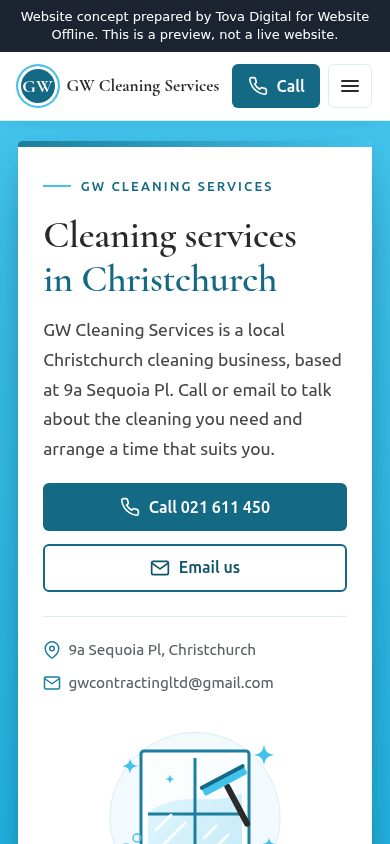 Website concept prepared by Tova Digital for Website
Offline. This is a preview, not a live website.
GW
GW Cleaning Services
Call
GW CLEANING SERVICES
Cleaning services
in Christchurch
GW Cleaning Services is a local
Christchurch cleaning business, based
at 9a Sequoia Pl. Call or email to talk
about the cleaning you need and
arrange a time that suits you.
Call 021 611 450
Email us
9a Sequoia Pl, Christchurch
gwcontractingltd@gmail.com